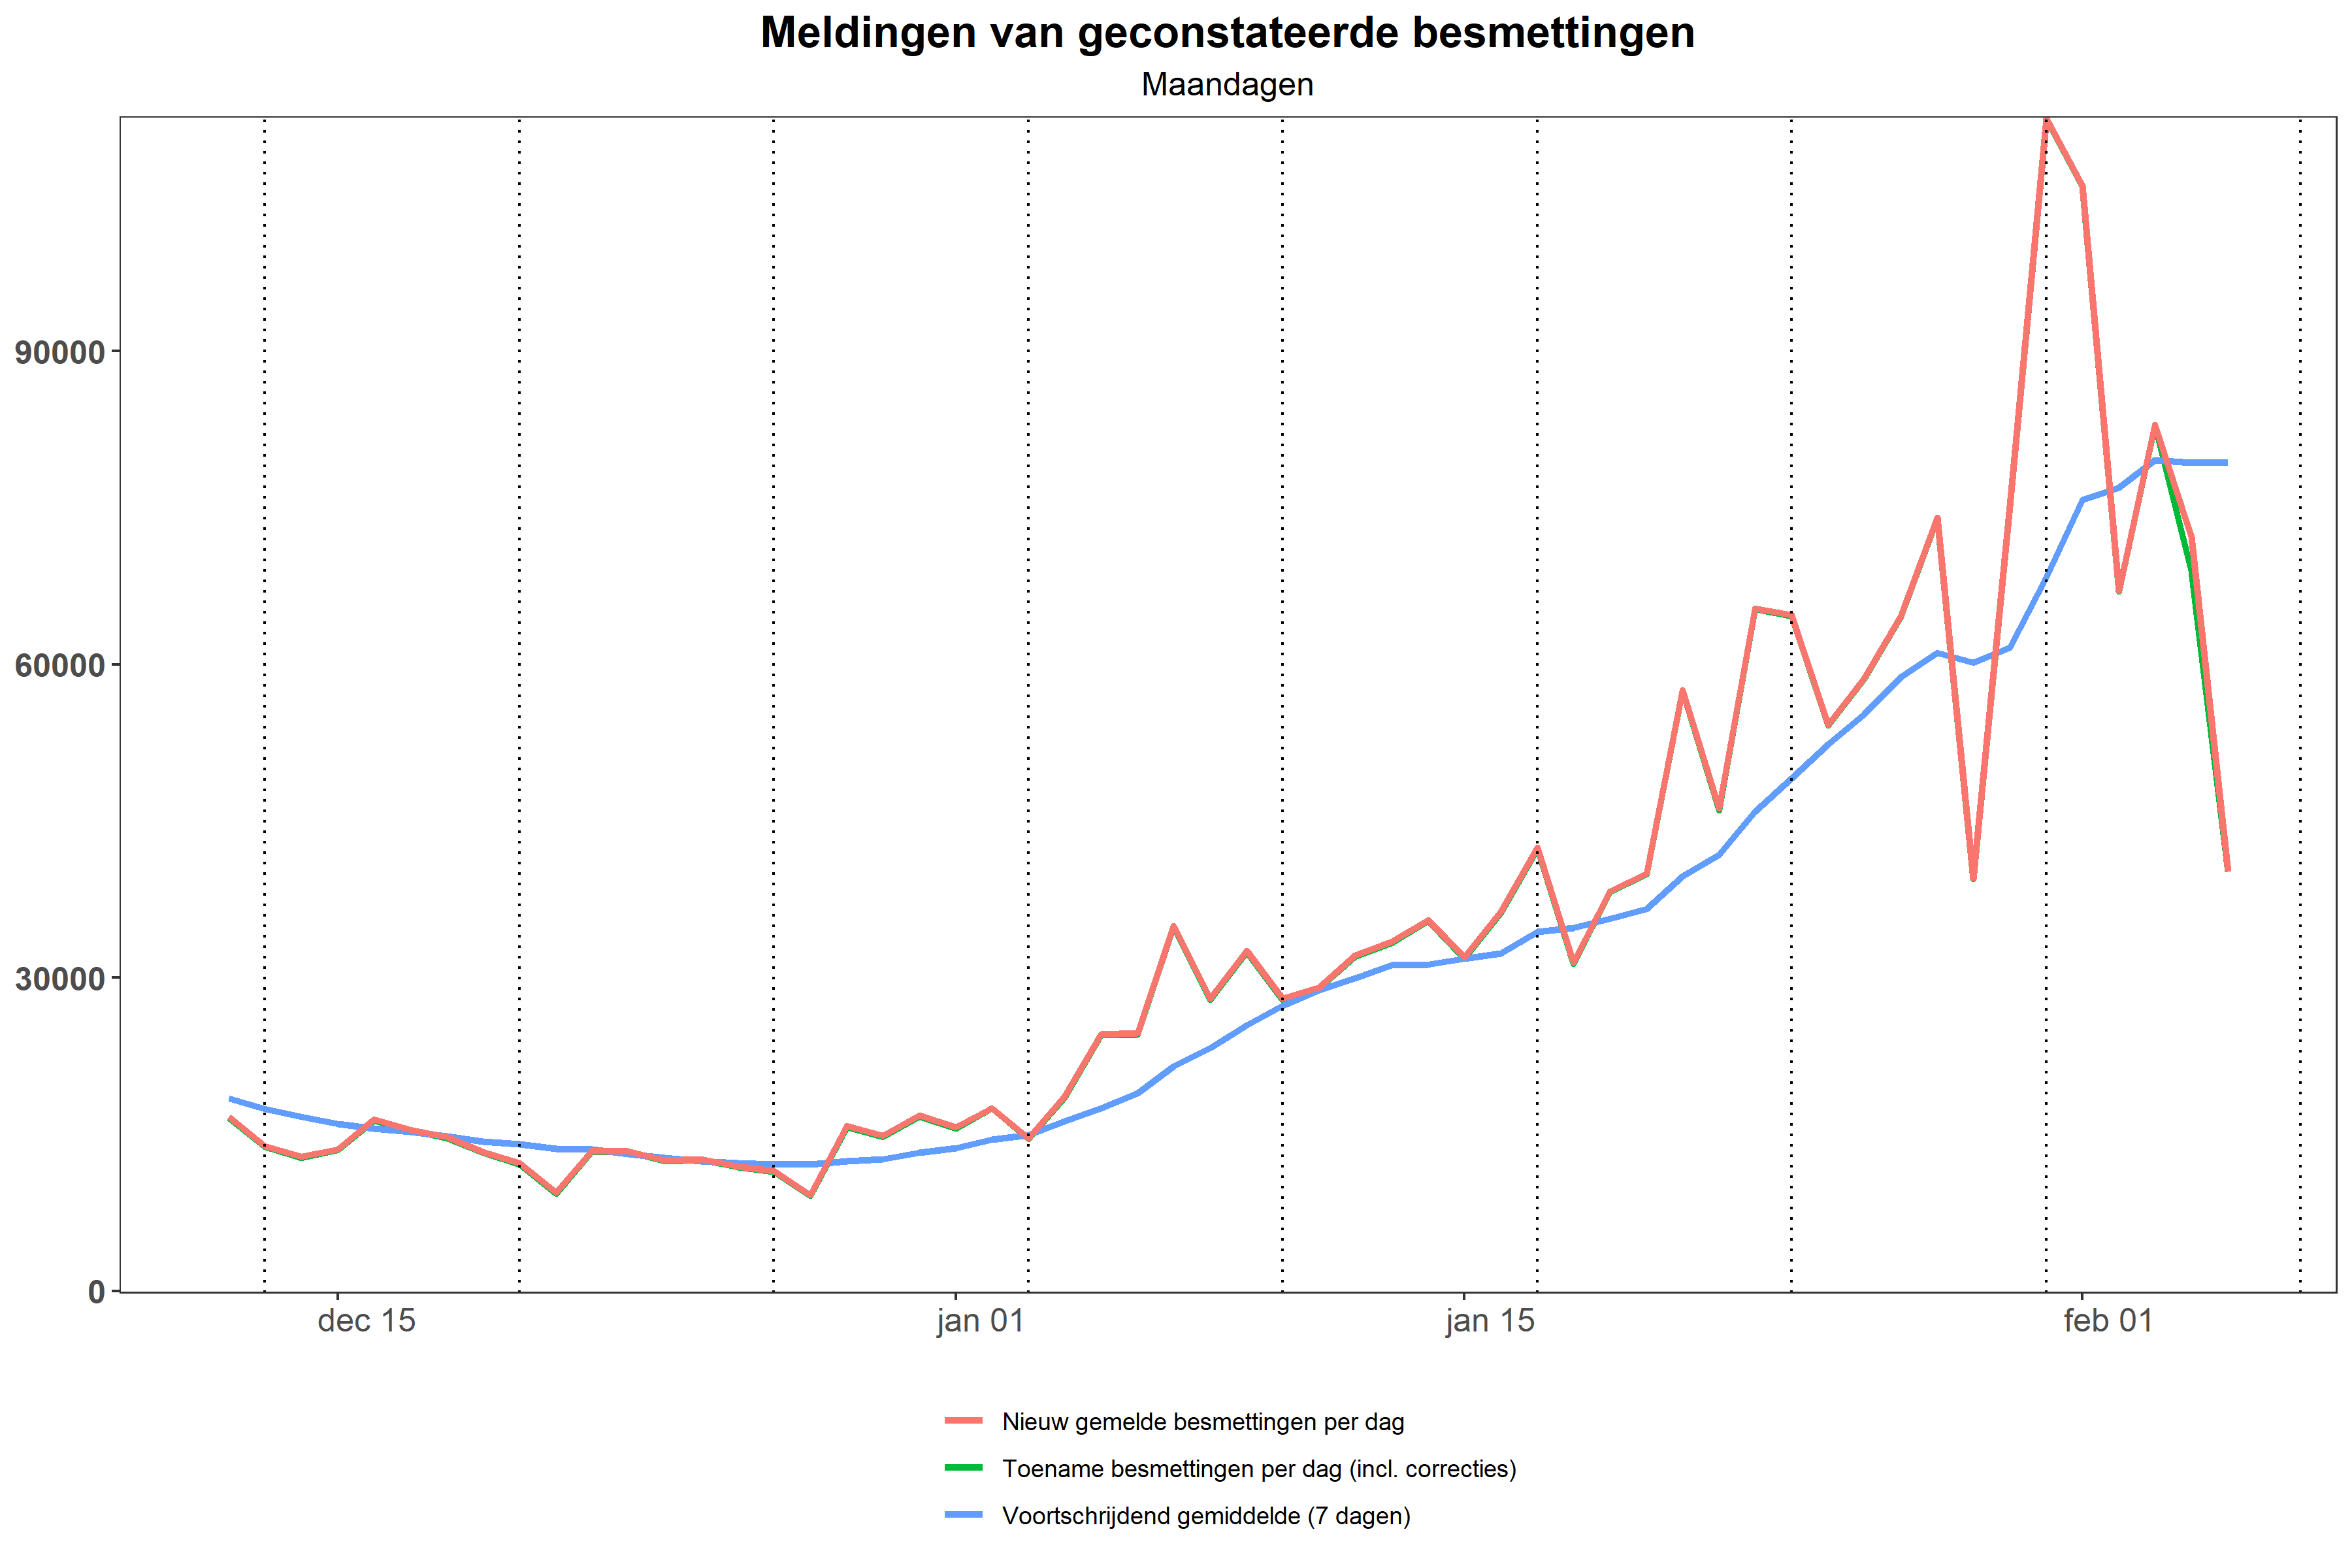 Meldingen van geconstateerde besmettingen
Maandagen
90000
60000
30000
0
dec 15
jan 01
jan 15
feb 01
Nieuw gemelde besmettingen per dag
Toename besmettingen per dag (incl. correcties)
Voortschrijdend gemiddelde (7 dagen)